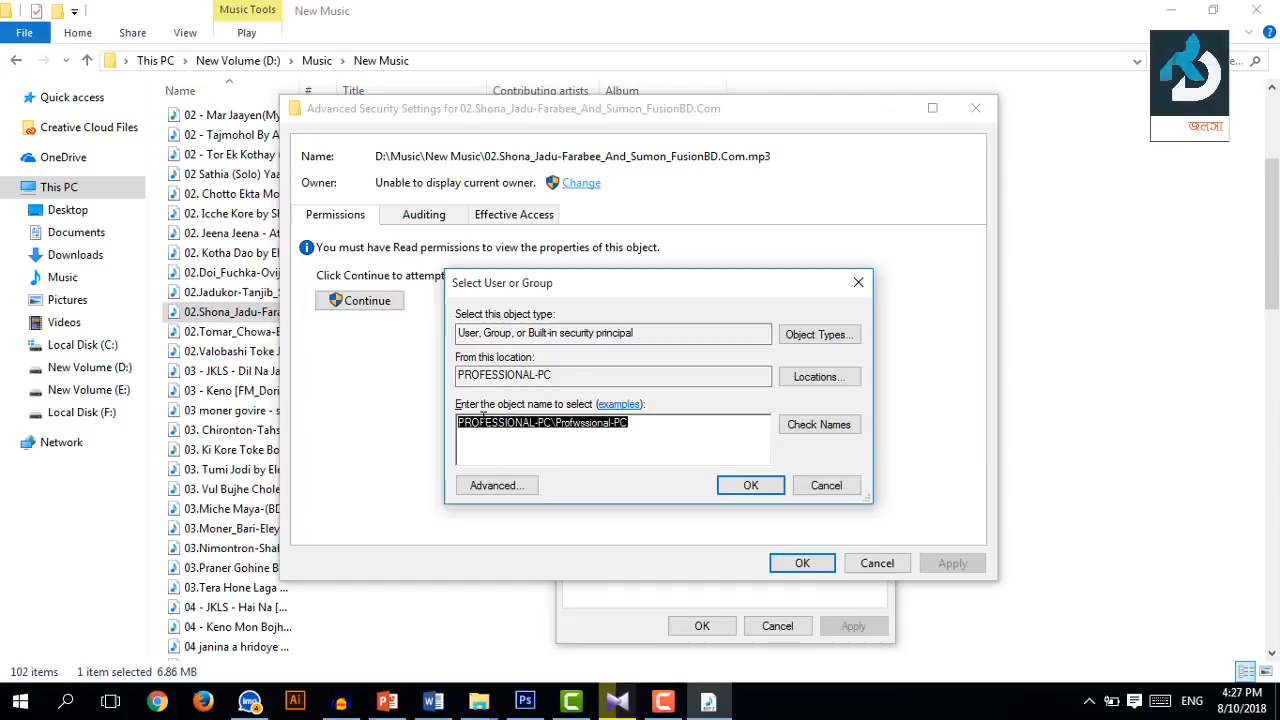 Music Tools
New Music
File
Home
Share
View
Play
This PC
New Volume (D:)
Music
New Music
e...
জলসা
Name
#
Title
Contributing artists
Album
Quick access
Creative Cloud Files
OneDrive
This PC
Desktop
Documents
Downloads
Music
Pictures
Videos
Local Disk (C:)
New Volume (D:)
New Volume (E:)
Local Disk (F:)
Network
02 - Mar Jaayen(My
02 - Tajmohol By A
02 - Tor Ek Kothay
02 Sathia (Solo) Yaa
02. Chotto Ekta Mo
02. Icche Kore by Sh
02. Jeena Jeena - At
02. Kotha Dao by El
02.Doi_Fuchka-Ovij
02.Jadukor-Tanjib_S
02.Shona_Jadu-Fara
02.Tomar_Chowa-E
02.Valobashi Toke J
03 - JKLS - Dil Na Ja
03 - Keno [FM_Dori
03 moner govire - s
03. Chironton-Tahs
03. Ki Kore Toke Bo
03. Tumi Jodi by Ele
03. Vul Bujhe Chole
03.Miche Maya-(BD
03.Moner_Bari-Eley
03.Nimontron-Shah
03.Praner Gohine B
03.Tera Hone Laga
04 - JKLS - Hai Na [...
04 - Keno Mon Bojh...
04 janina a hridoye ...
Advanced Security Settings for 02.Shona_Jadu-Farabee_And_Sumon_FusionBD.Com
Name:
D:\Music\New Music\02.Shona_Jadu-Farabee_And_Sumon_FusionBD.Com.mp3
Owner:
Unable to display current owner.
Change
Permissions
Auditing
Effective Access
You must have Read permissions to view the properties of this object.
Click Continue to attempt
Continue
Select User or Group
Select this object type:
User, Group, or Built-in security principal
Object Types...
From this location:
PROFESSIONAL-PC
Locations...
Enter the object name to select (examples):
PROFESSIONAL-PC\Profwssional-PC
Check Names
Advanced...
OK
Cancel
OK
Cancel
Apply
OK
Cancel
Apply
102 items
1 item selected 6.86 MB
ENG
4:27 PM
8/10/2018